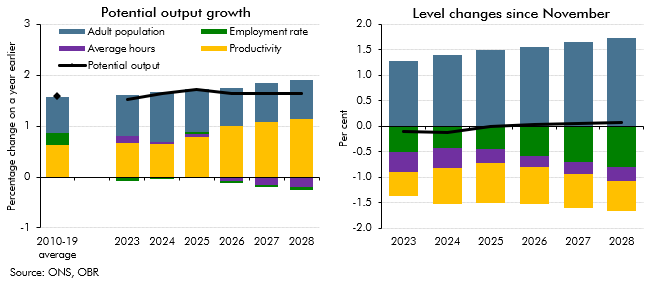 Potential output growth
Percentage change on a year earlier
3
2
1
0
-1
Adult population
Employment rate
Average hours
Productivity
Potential output
2010-19
average
2023
2024
2025
2026
2027
2028
Level changes since November
Per cent
2.0
1.5
1.0
0.5
0.0
-0.5
-1.0
-1.5
-2.0
2023
2024
2025
2026
2027
2028
Source: ONS, OBR